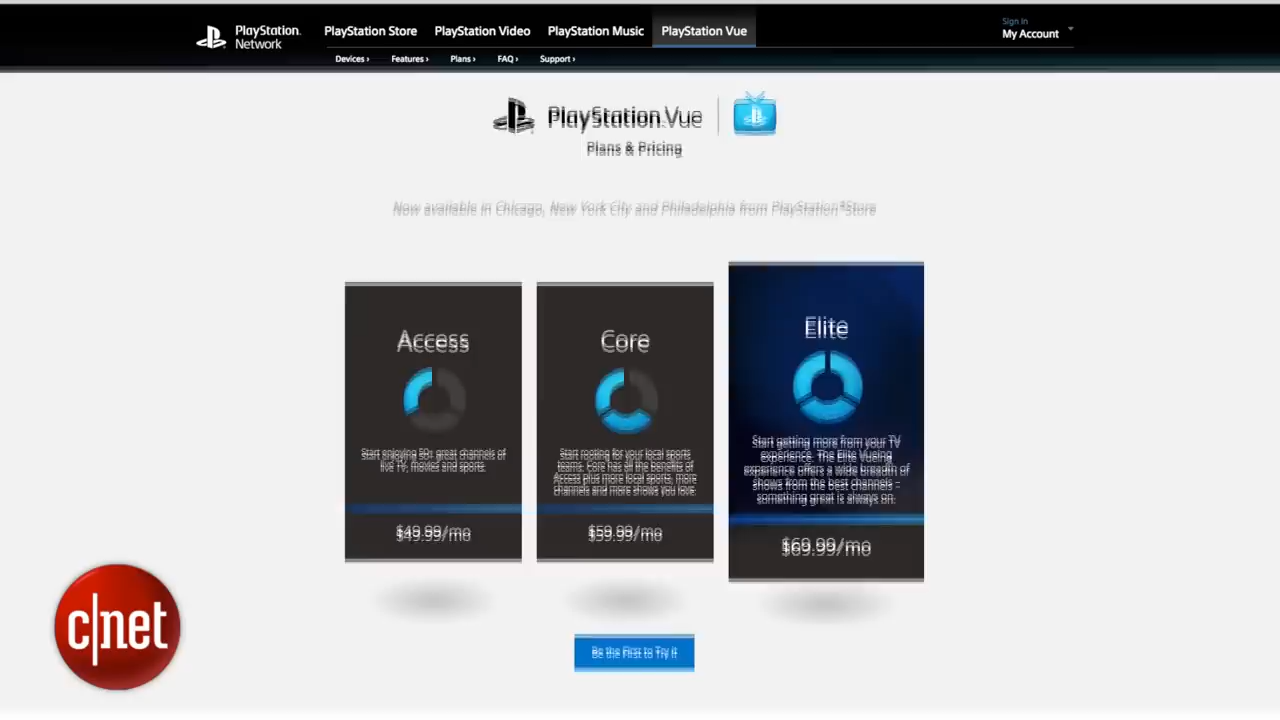 PlayStation
Network
PlayStation Store
PlayStation Video
PlayStation Music
PlayStation Vue
Sign In
My Account
Devices ›
Features ›
Plans ›
FAQ ›
Support ›
PlayStation.Vue
Plans & Pricing
Now available in Chicago, New York City and Philadelphia from PlayStation®Store
Access
Start enjoying 50+ great channels of
live TV, movies and sports.
$49.99/mo
Core
Start rooting for your local sports
teams. Core has all the benefits of
Access plus more local sports, more
channels and more shows you love.
$59.99/mo
Elite
Start getting more from your TV
experience. The Elite Vueing
experience offers a wide breadth of
shows from the best channels –
something great is always on.
$69.99/mo
Be the First to Try It
c|net